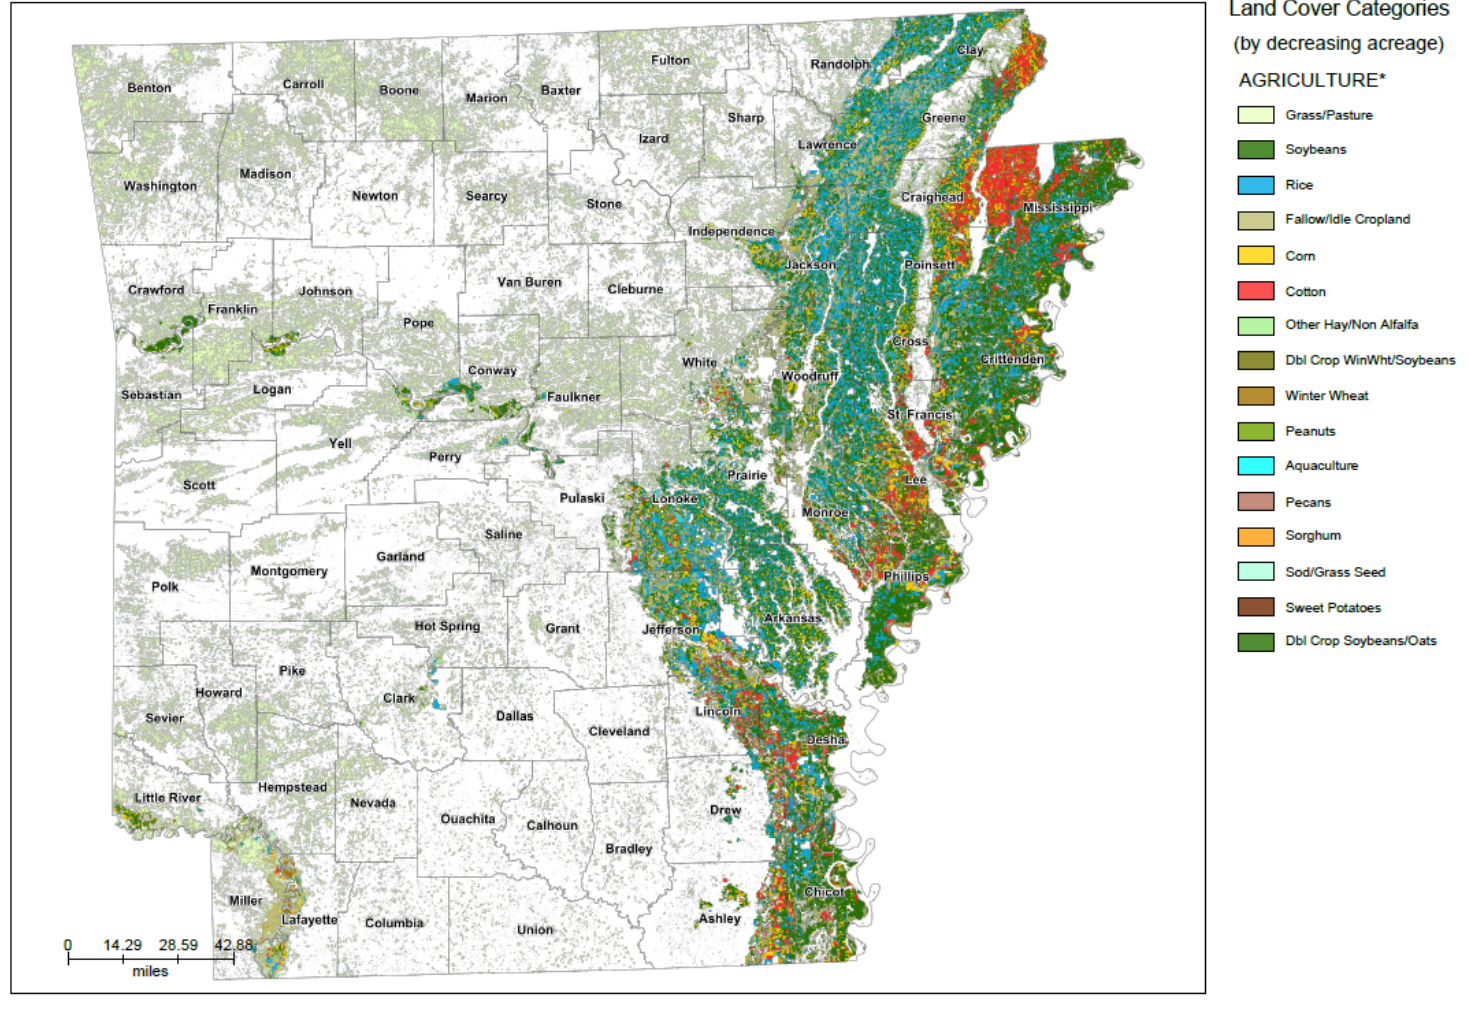 Land Cover Categories
(by decreasing acreage)
AGRICULTURE*
Grass/Pasture
Soybeans
Rice
Fallow/Idle Cropland
Corn
Cotton
Other Hay/Non Alfalfa
Dbl Crop WinWht/Soybeans
Winter Wheat
Peanuts
Aquaculture
Pecans
Sorghum
Sod/Grass Seed
Sweet Potatoes
Dbl Crop Soybeans/Oats
Benton
Carroll
Boone
Marion
Baxter
Fulton
Randolph
Clay
Sharp
Greene
Izard
Lawrence
Washington
Madison
Newton
Searcy
Stone
Craighead
Mississippi
Independence
Jackson
Poinsett
Crawford
Franklin
Johnson
Van Buren
Cleburne
Pope
Cross
Crittenden
White
Woodruff
Sebastian
Logan
Conway
Faulkner
St. Francis
Yell
Perry
Scott
Prairie
Lee
Pulaski
Lonoke
Monroe
Saline
Garland
Montgomery
Polk
Phillips
Hot Spring
Grant
Jefferson
Arkansas
Pike
Howard
Clark
Sevier
Dallas
Cleveland
Lincoln
Desha
Little River
Hempstead
Nevada
Ouachita
Calhoun
Drew
Bradley
Miller
Lafayette
Columbia
Union
Ashley
Chicot
0 14.29 28.59 42.88
miles